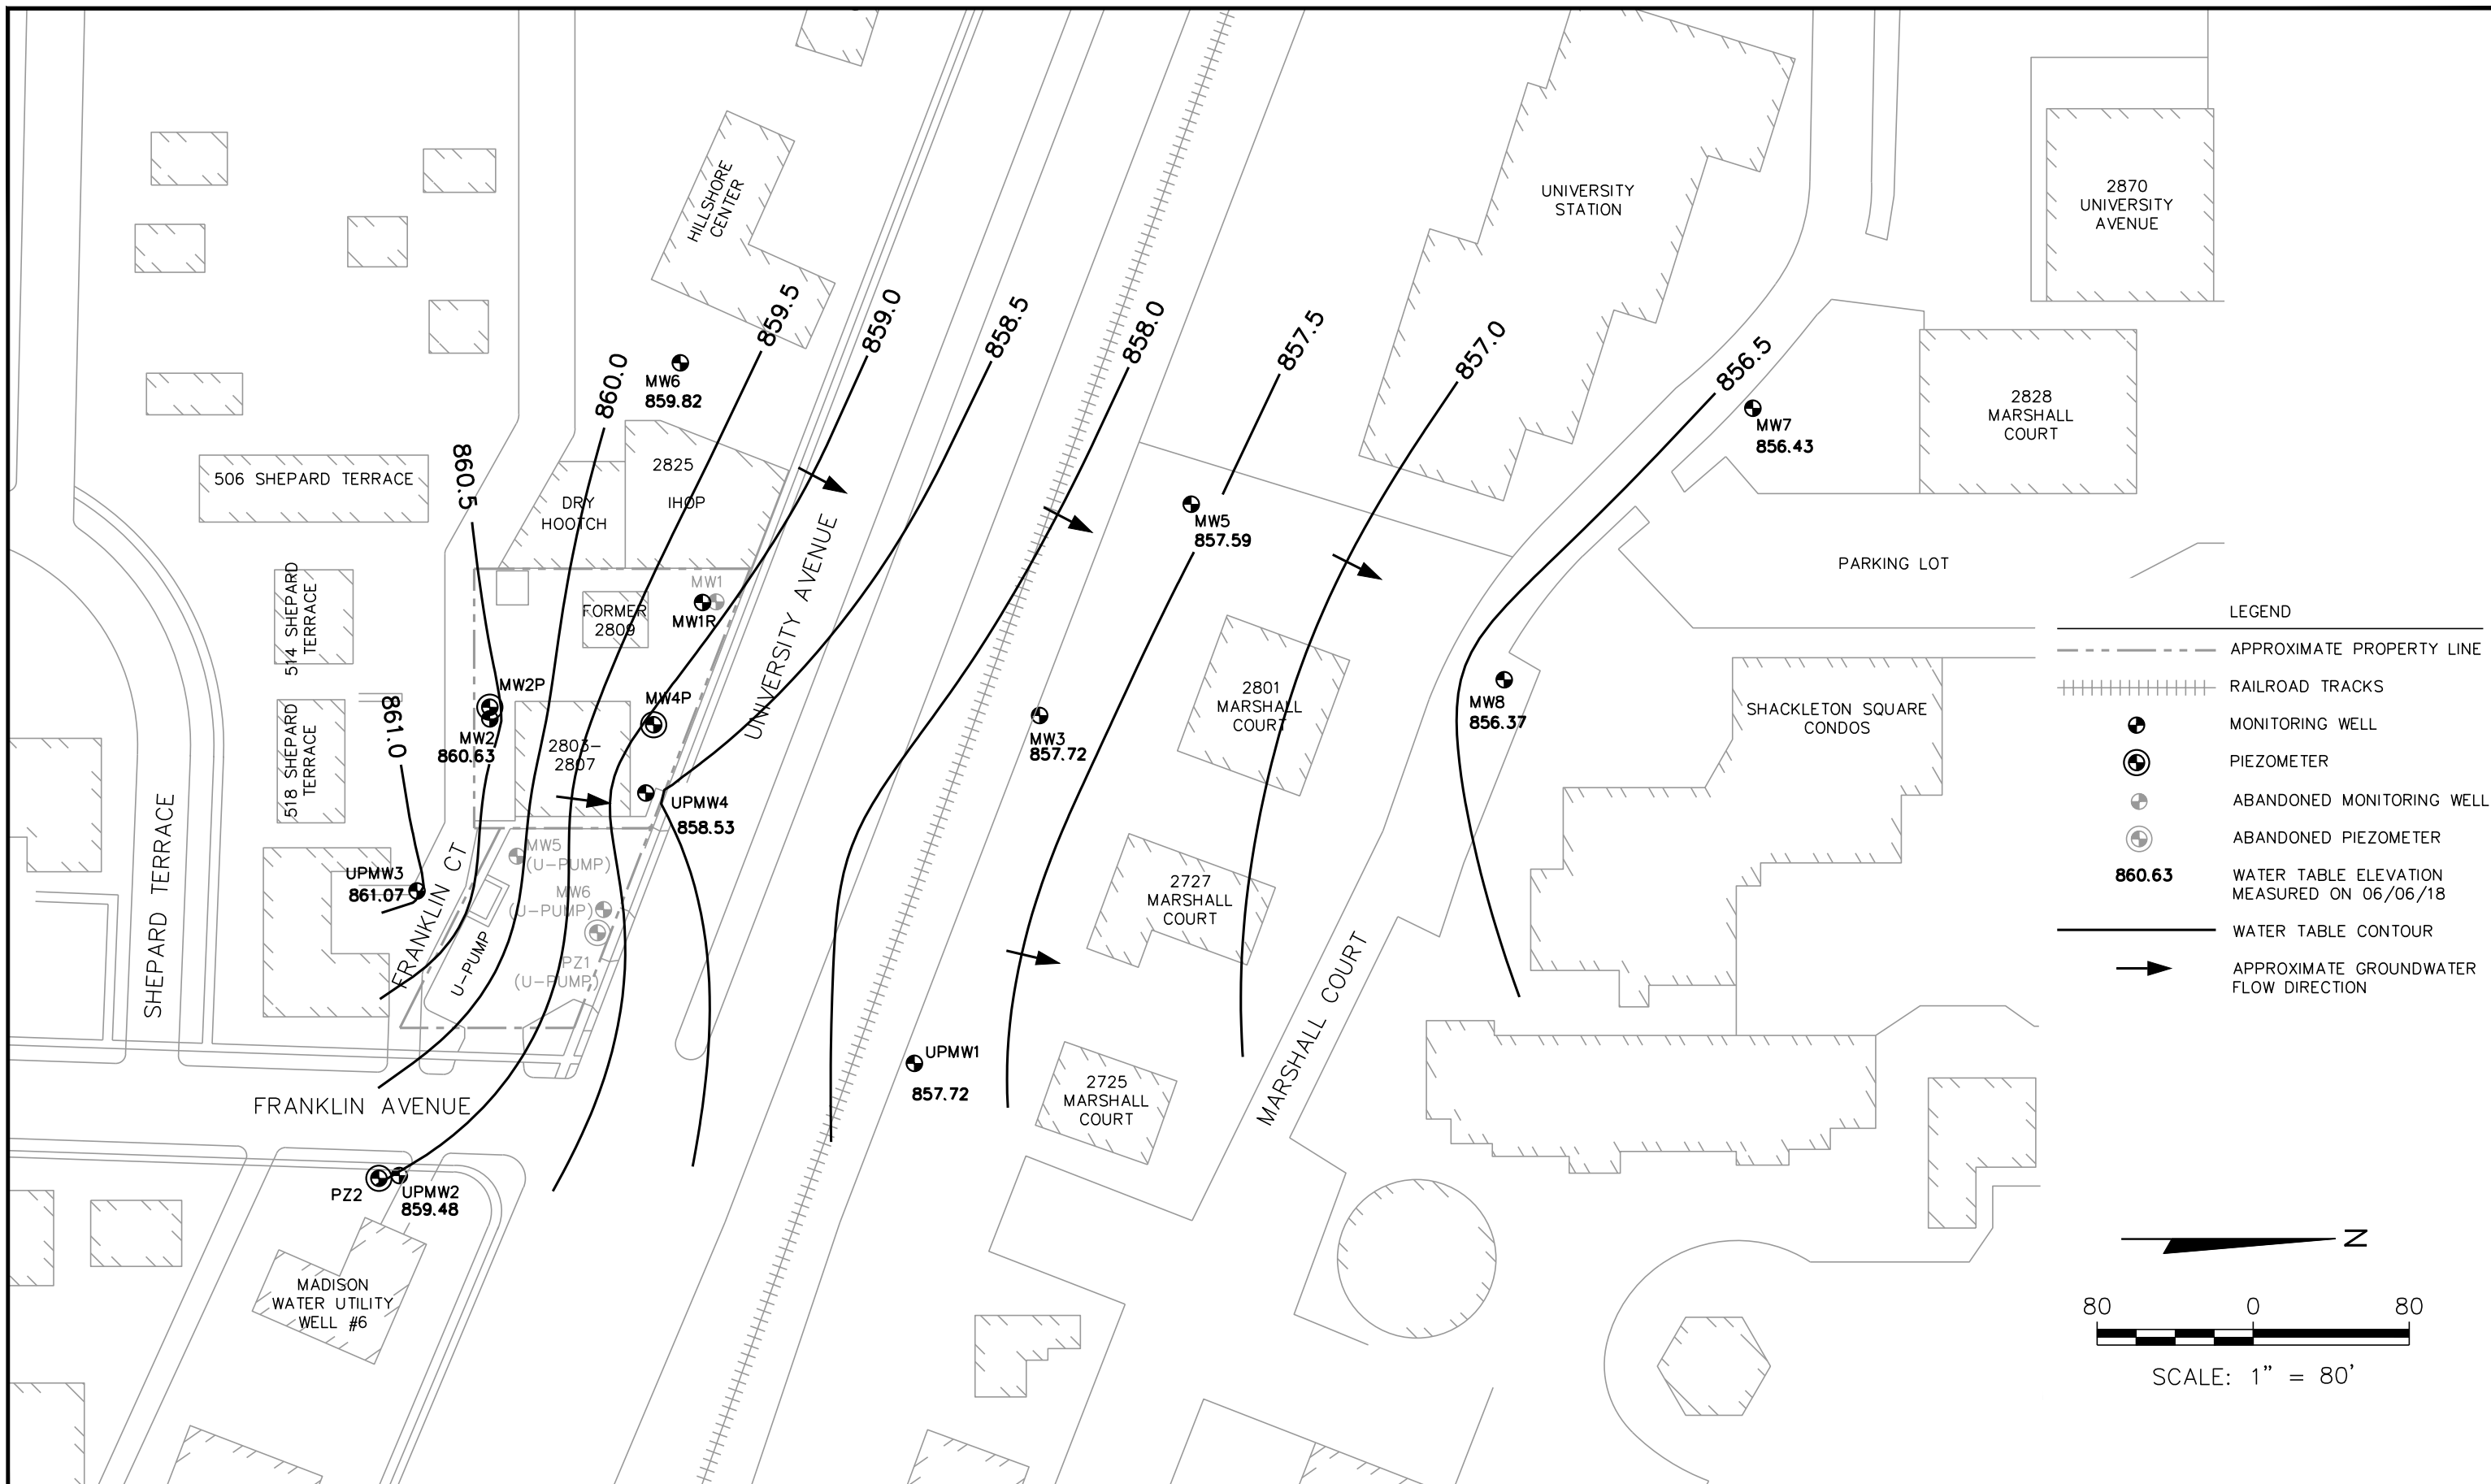 HILLSHORE
CENTER
UNIVERSITY
STATION
2870
UNIVERSITY
AVENUE
859.5
859.0
858.5
858.0
857.5
857.0
856.5
860.0
860.5
861.0
MW6
859.82
2825
IHOP
DRY
HOOTCH
506 SHEPARD TERRACE
514 SHEPARD
TERRACE
518 SHEPARD
TERRACE
MW7
856.43
2828
MARSHALL
COURT
MW5
857.59
PARKING LOT
MW1
MW1R
FORMER
2809
UNIVERSITY AVENUE
MW2P
MW2
860.63
MW4P
2803-
2807
UPMW4
858.53
MW3
857.72
2801
MARSHALL
COURT
MW8
856.37
SHACKLETON SQUARE
CONDOS
SHEPARD TERRACE
UPMW3
861.07
FRANKLIN CT
U-PUMP
MW5
(U-PUMP)
MW6
(U-PUMP)
PZ1
(U-PUMP)
2727
MARSHALL
COURT
MARSHALL COURT
UPMW1
857.72
2725
MARSHALL
COURT
FRANKLIN AVENUE
PZ2
UPMW2
859.48
MADISON
WATER UTILITY
WELL #6
LEGEND
APPROXIMATE PROPERTY LINE
RAILROAD TRACKS
MONITORING WELL
PIEZOMETER
ABANDONED MONITORING WELL
ABANDONED PIEZOMETER
860.63 WATER TABLE ELEVATION
MEASURED ON 06/06/18
WATER TABLE CONTOUR
APPROXIMATE GROUNDWATER
FLOW DIRECTION
N
80 0 80
SCALE: 1" = 80'